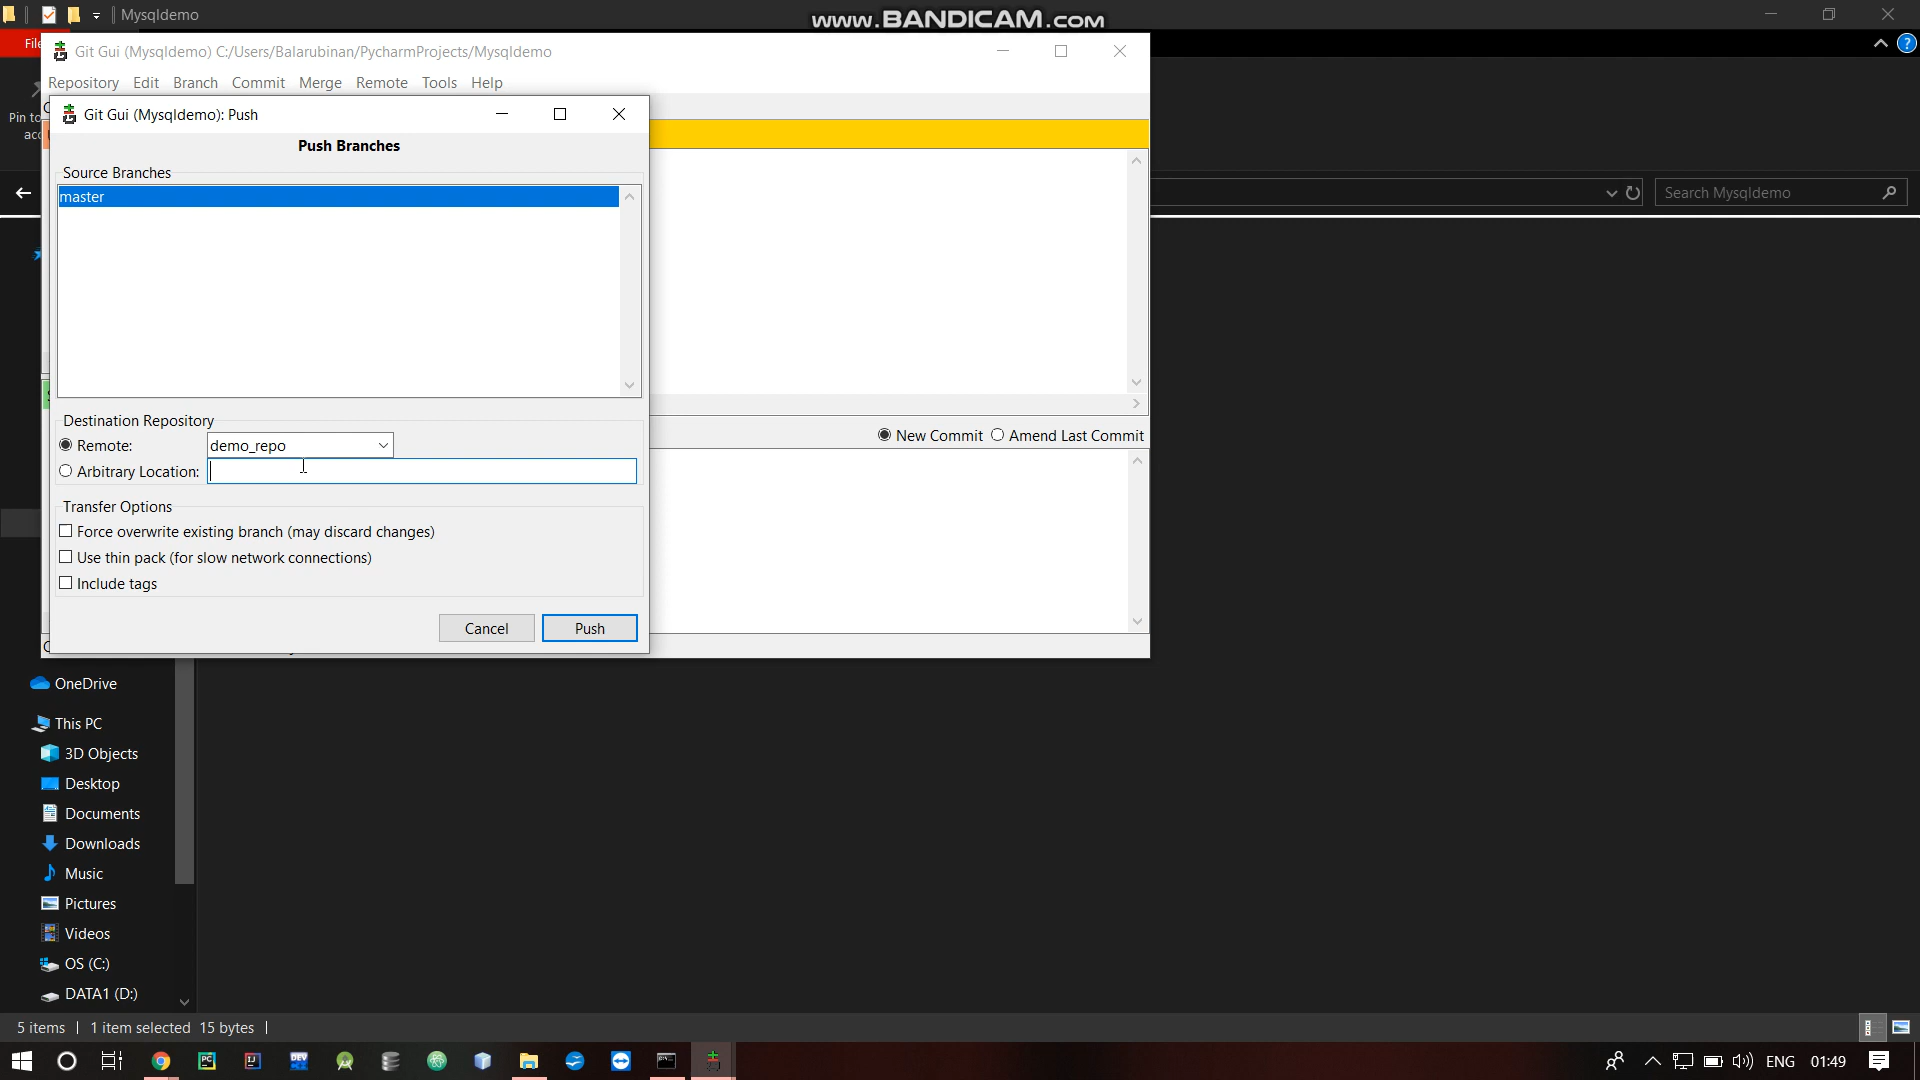 Mysqldemo
www.BANDICAM.com
File
Git Gui (Mysqldemo) C:/Users/Balarubinan/PycharmProjects/Mysqldemo
Repository Edit Branch Commit Merge Remote Tools Help
Pin to
Git Gui (Mysqldemo): Push
Push Branches
Source Branches
master
Search Mysqldemo
Destination Repository
Remote: demo_repo
Arbitrary Location:
New Commit Amend Last Commit
Transfer Options
Force overwrite existing branch (may discard changes)
Use thin pack (for slow network connections)
Include tags
Cancel Push
OneDrive
This PC
3D Objects
Desktop
Documents
Downloads
Music
Pictures
Videos
OS (C:)
DATA1 (D:)
5 items 1 item selected 15 bytes
ENG 01:49